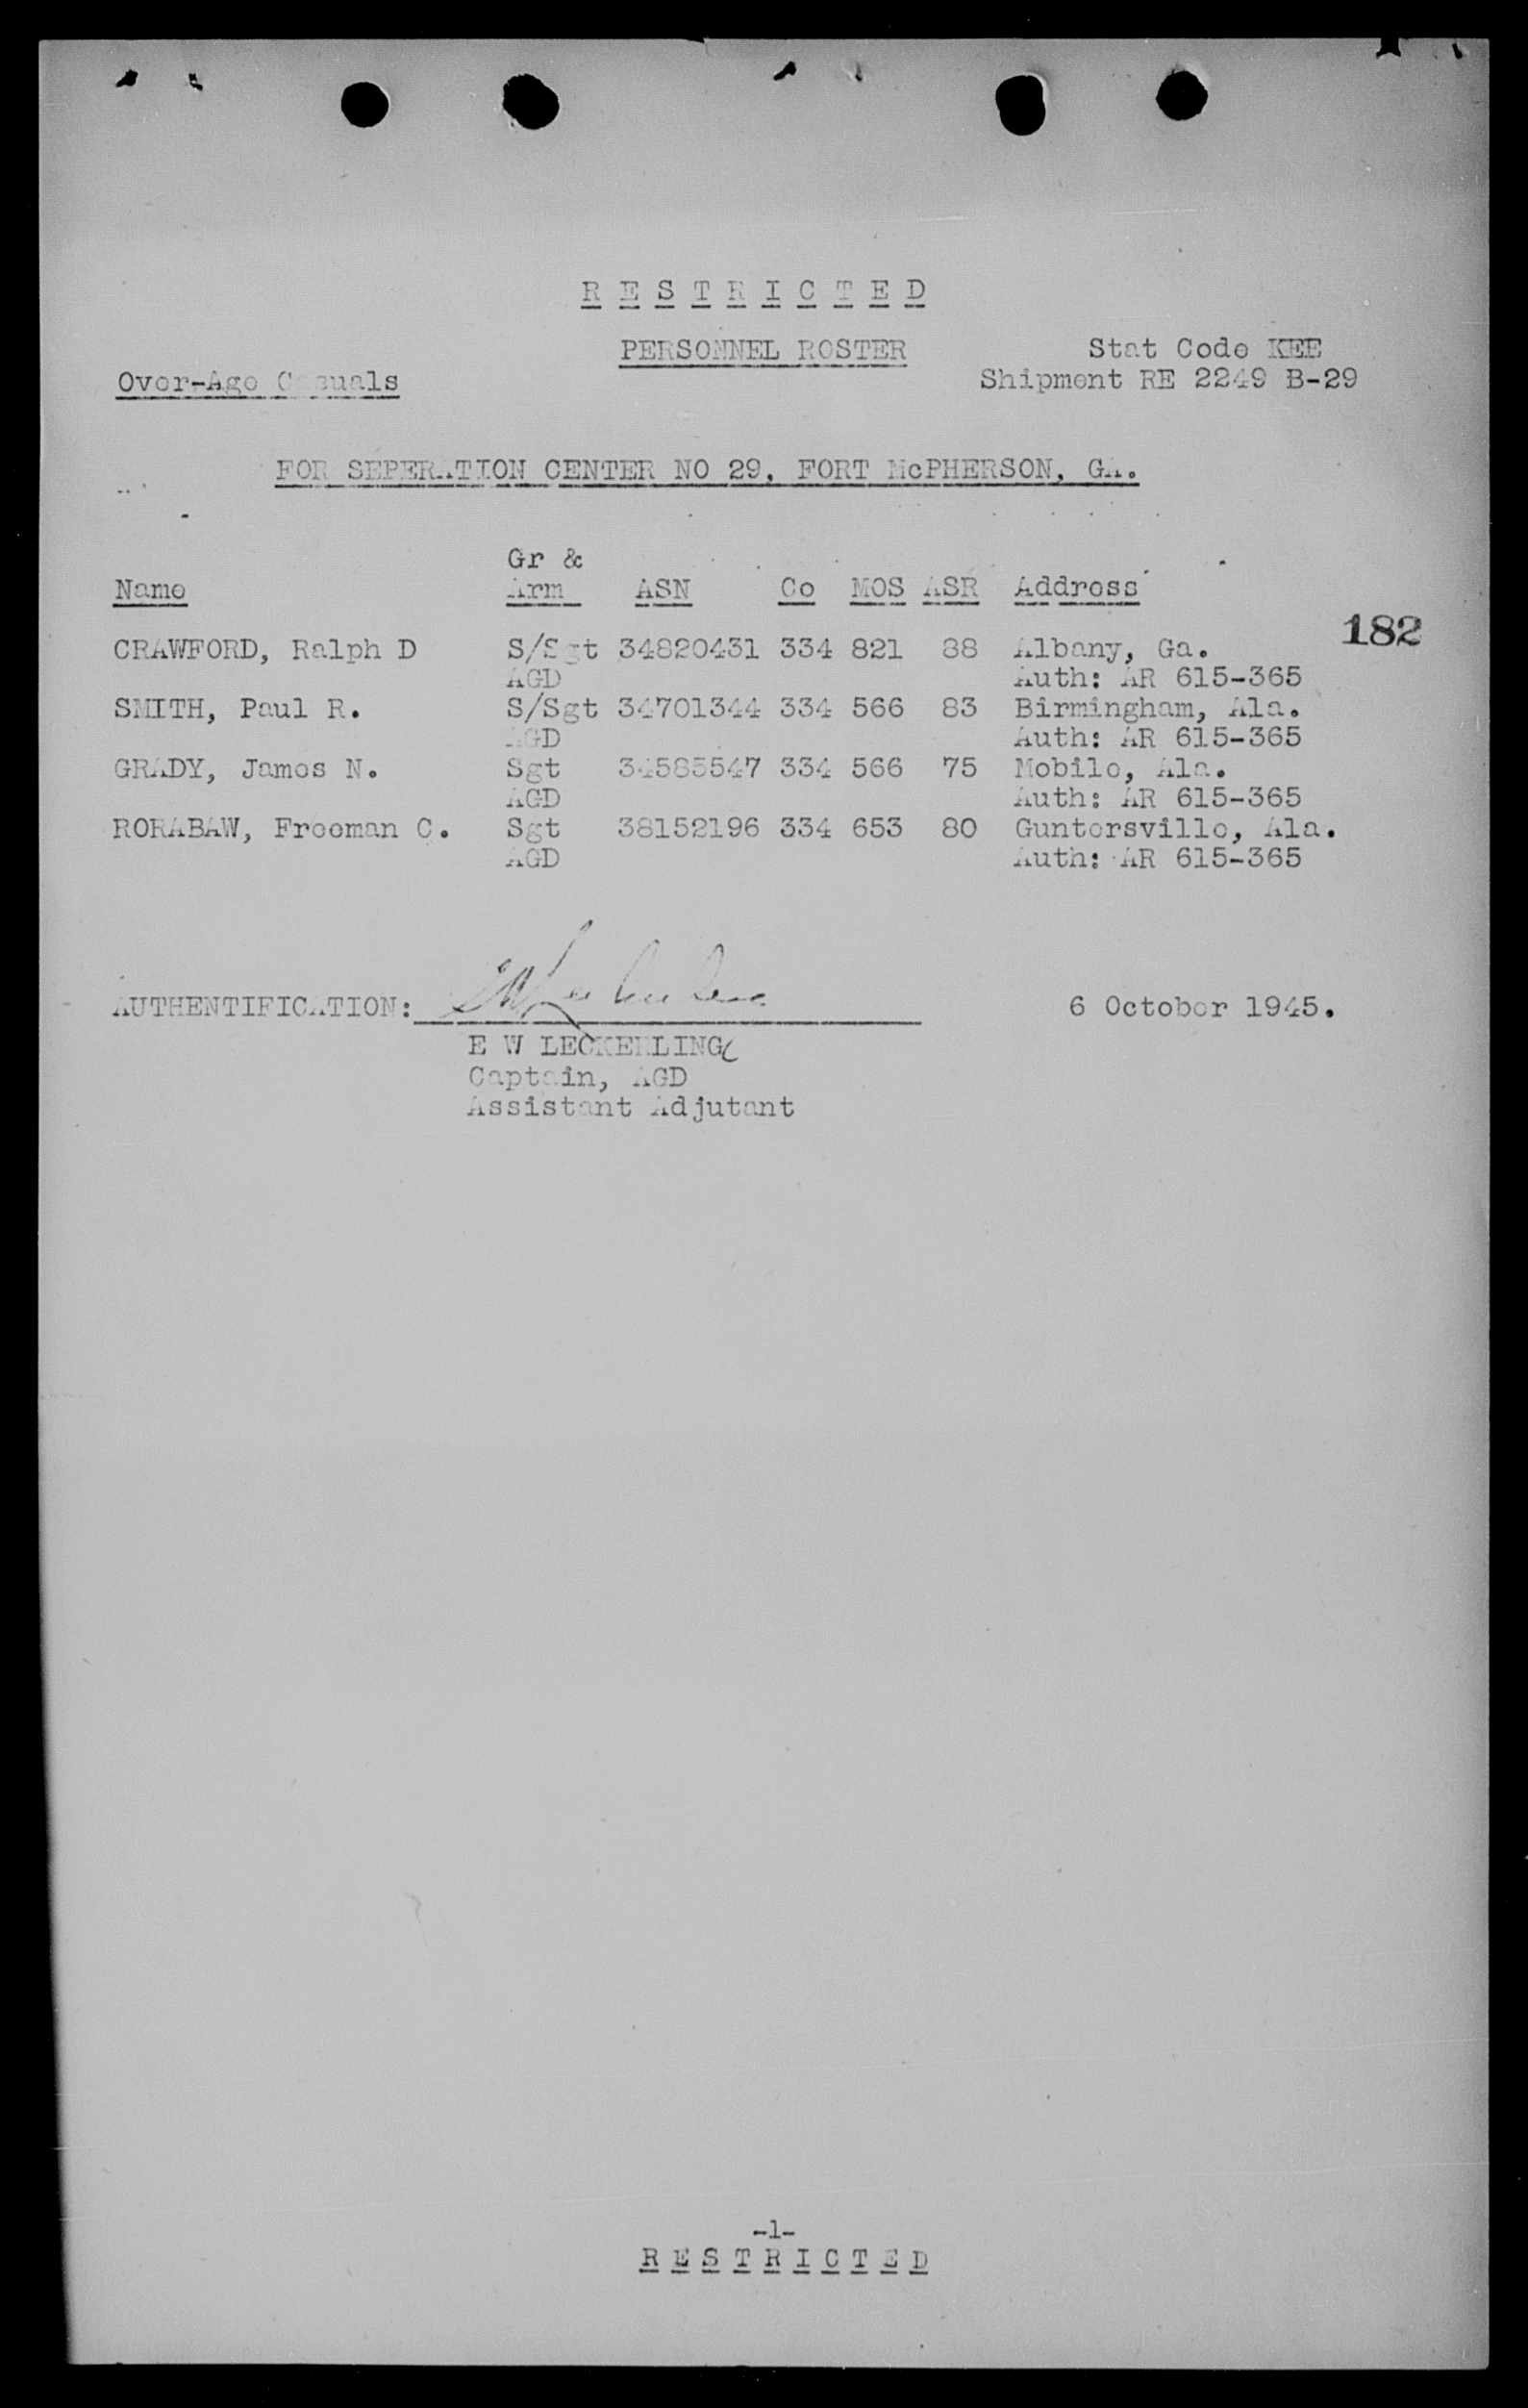 R E S T R I C T E D
PERSONNEL ROSTER
Stat Code KEE
Over-Age Casuals
Shipment RE 2249 B-29
FOR SEPERATION CENTER NO 29, FORT McPHERSON, GA.
Gr &
Name Arm ASN Co MOS ASR Address
182
CRAWFORD, Ralph D S/Sgt 34820431 334 821 88 Albany, Ga.
AGD Auth: AR 615-365
SMITH, Paul R. S/Sgt 34701344 334 566 83 Birmingham, Ala.
AGD Auth: AR 615-365
GRADY, James N. Sgt 34585547 334 566 75 Mobile, Ala.
AGD Auth: AR 615-365
RORABAW, Freeman C. Sgt 38152196 334 653 80 Guntersville, Ala.
AGD Auth: AR 615-365
AUTHENTIFICATION: 6 October 1945.
E W LECKERLING
Captain, AGD
Assistant Adjutant
-1-
R E S T R I C T E D